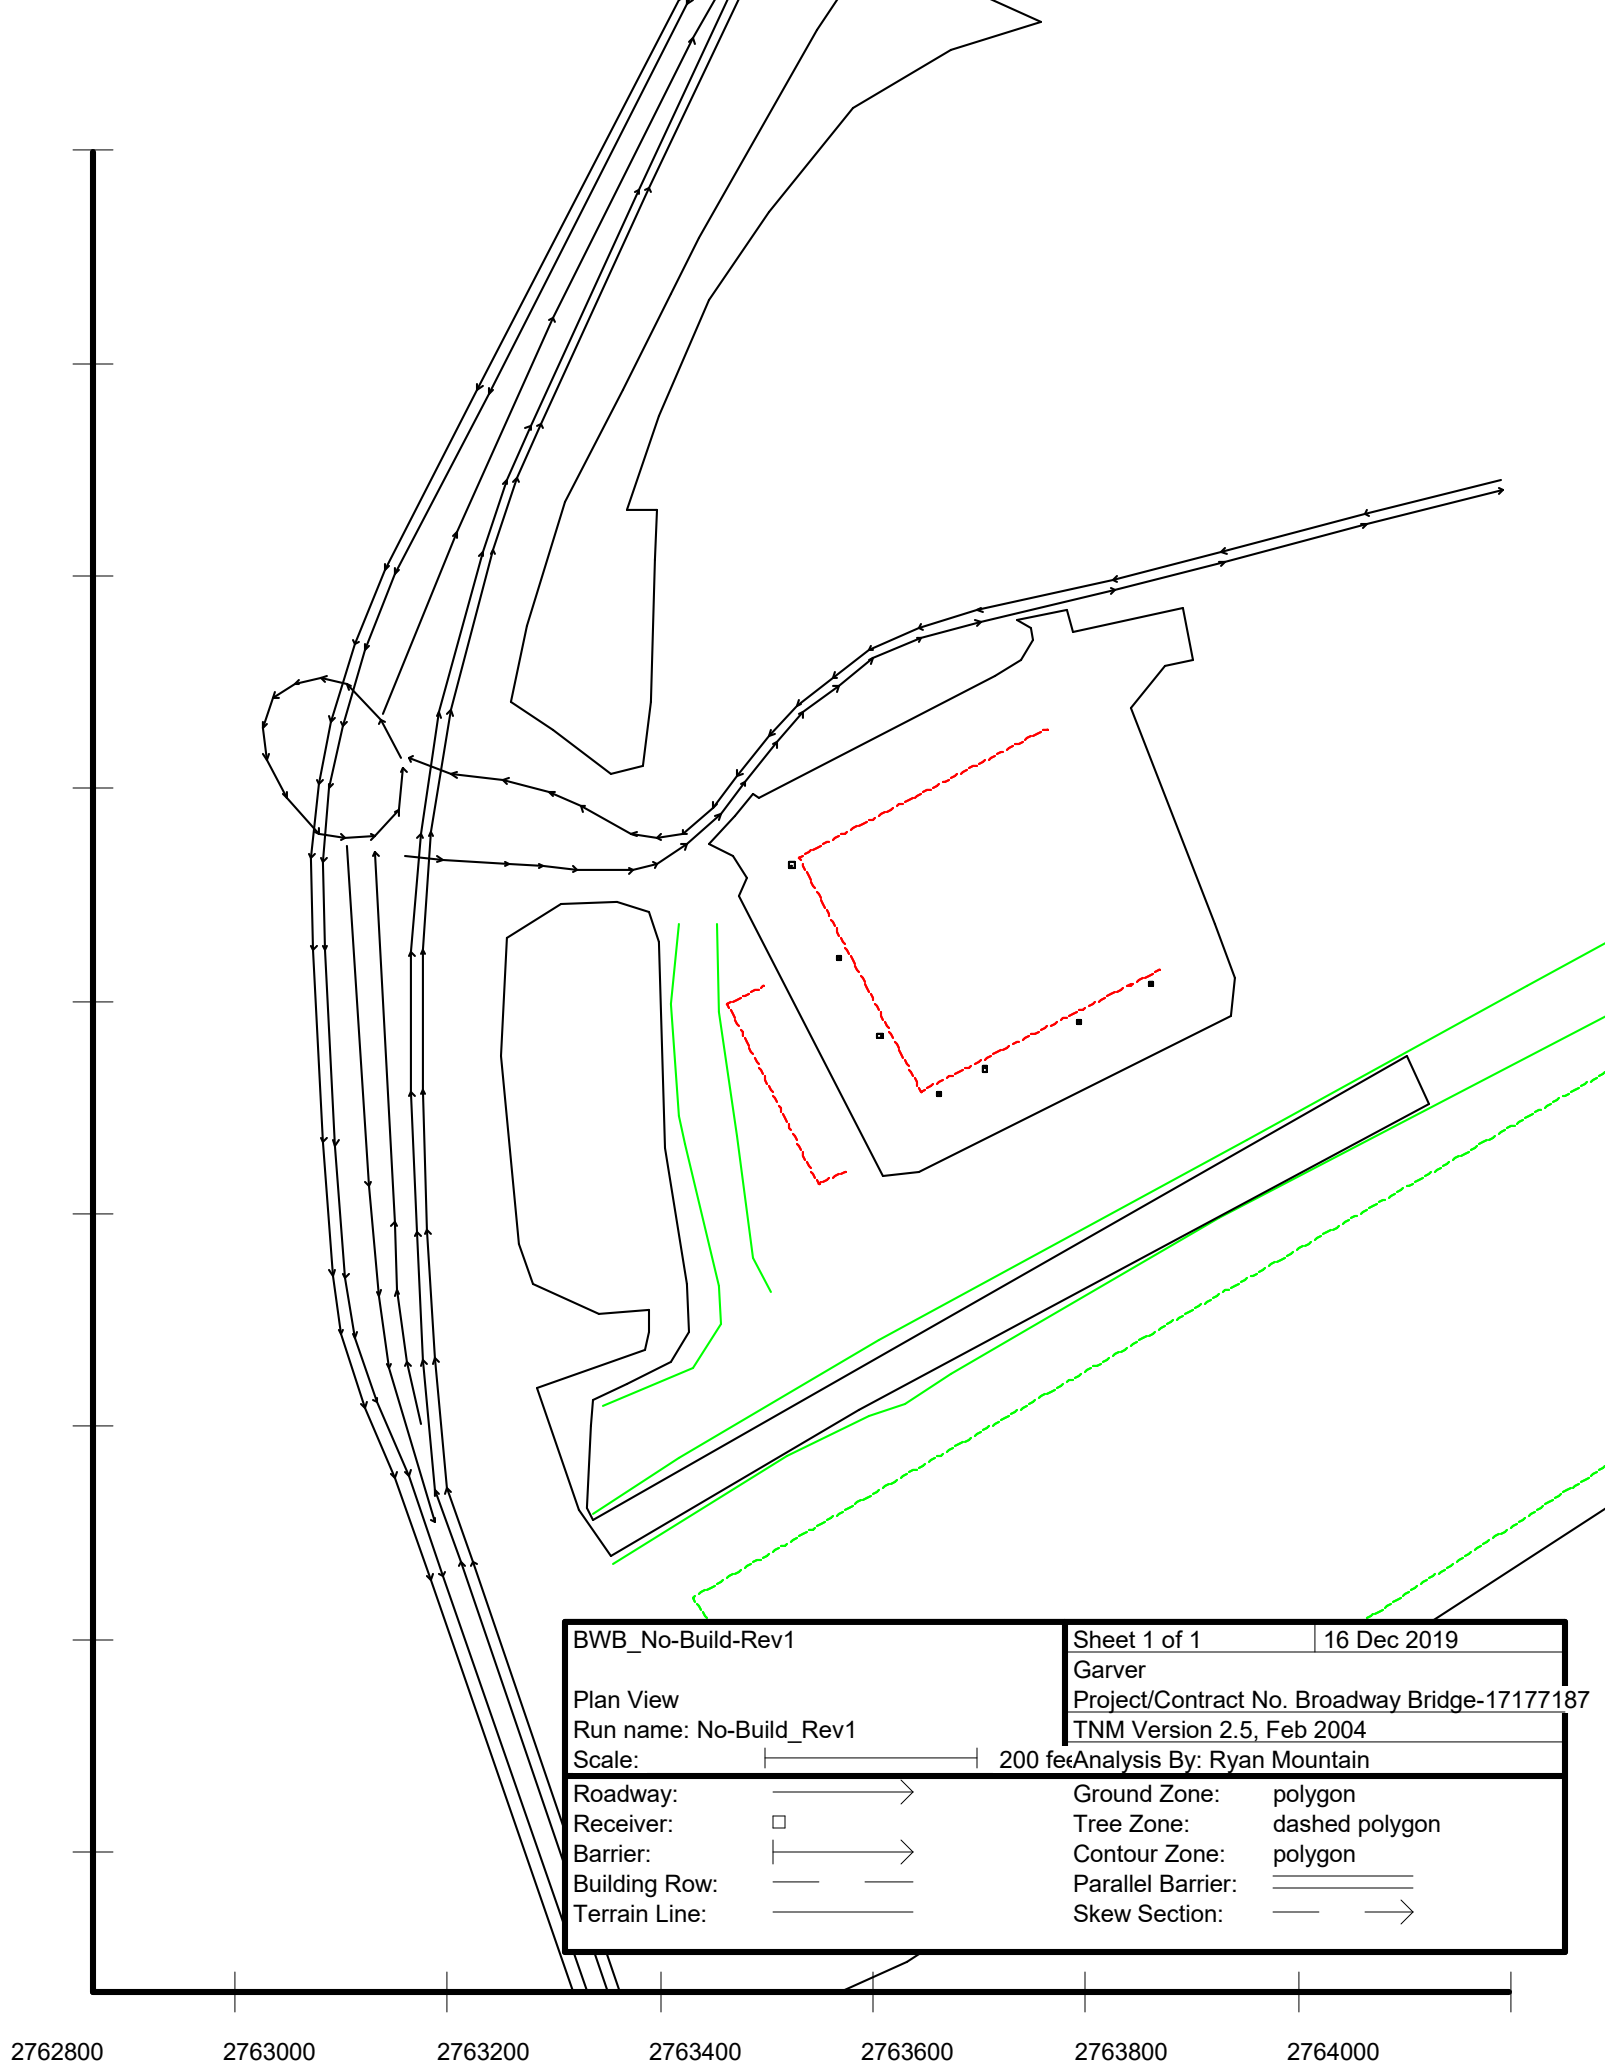 BWB_No-Build-Rev1
Sheet 1 of 1 16 Dec 2019
Garver
Plan View
Project/Contract No. Broadway Bridge-17177187
Run name: No-Build_Rev1
TNM Version 2.5, Feb 2004
Scale: 200 fee
Analysis By: Ryan Mountain
Roadway:
Ground Zone: polygon
Receiver:
Tree Zone: dashed polygon
Barrier:
Contour Zone: polygon
Building Row:
Parallel Barrier:
Terrain Line:
Skew Section:
2762800 2763000 2763200 2763400 2763600 2763800 2764000